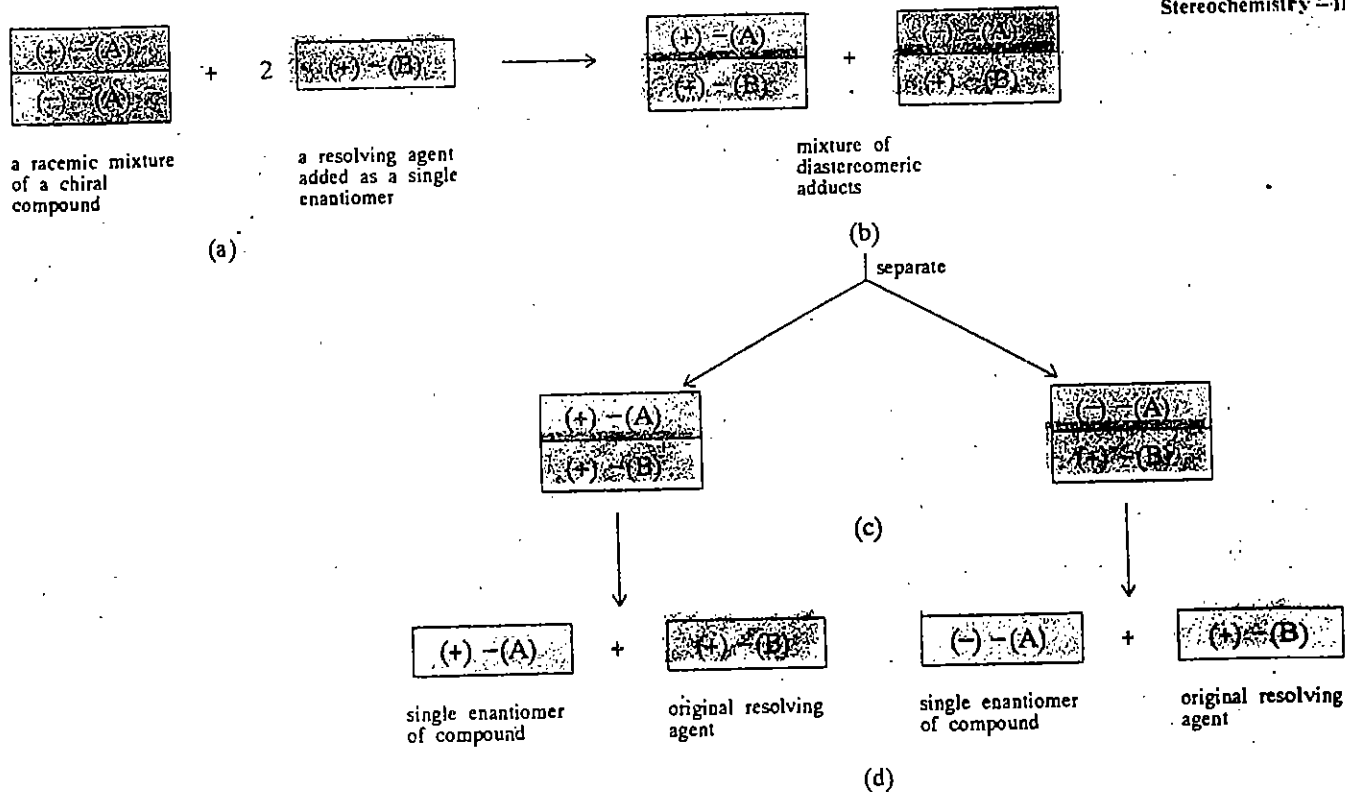 Stereochemistry – II
(+) – (A)
(–) – (A)
+ 2
(+) – (B)
(+) – (A)
(+) – (B)
+
(–) – (A)
(+) – (B)
a racemic mixture
of a chiral
compound
a resolving agent
added as a single
enantiomer
mixture of
diastereomeric
adducts
(a)
(b)
separate
(+) – (A)
(+) – (B)
(–) – (A)
(+) – (B)
(c)
(+) – (A)
+
(+) – (B)
(–) – (A)
+
(+) – (B)
single enantiomer
of compound
original resolving
agent
single enantiomer
of compound
original resolving
agent
(d)